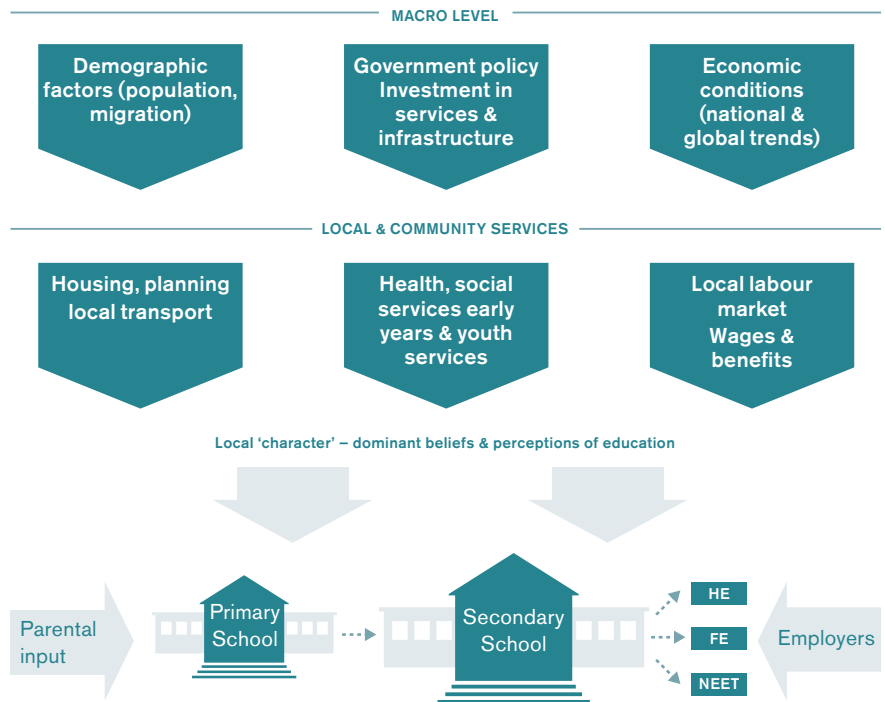 MACRO LEVEL
Demographic
factors (population,
migration)
Government policy
Investment in
services &
infrastructure
Economic
conditions
(national &
global trends)
LOCAL & COMMUNITY SERVICES
Housing, planning
local transport
Health, social
services early
years & youth
services
Local labour
market
Wages &
benefits
Local ‘character’ – dominant beliefs & perceptions of education
Parental
input
Primary
School
Secondary
School
HE
FE
NEET
Employers